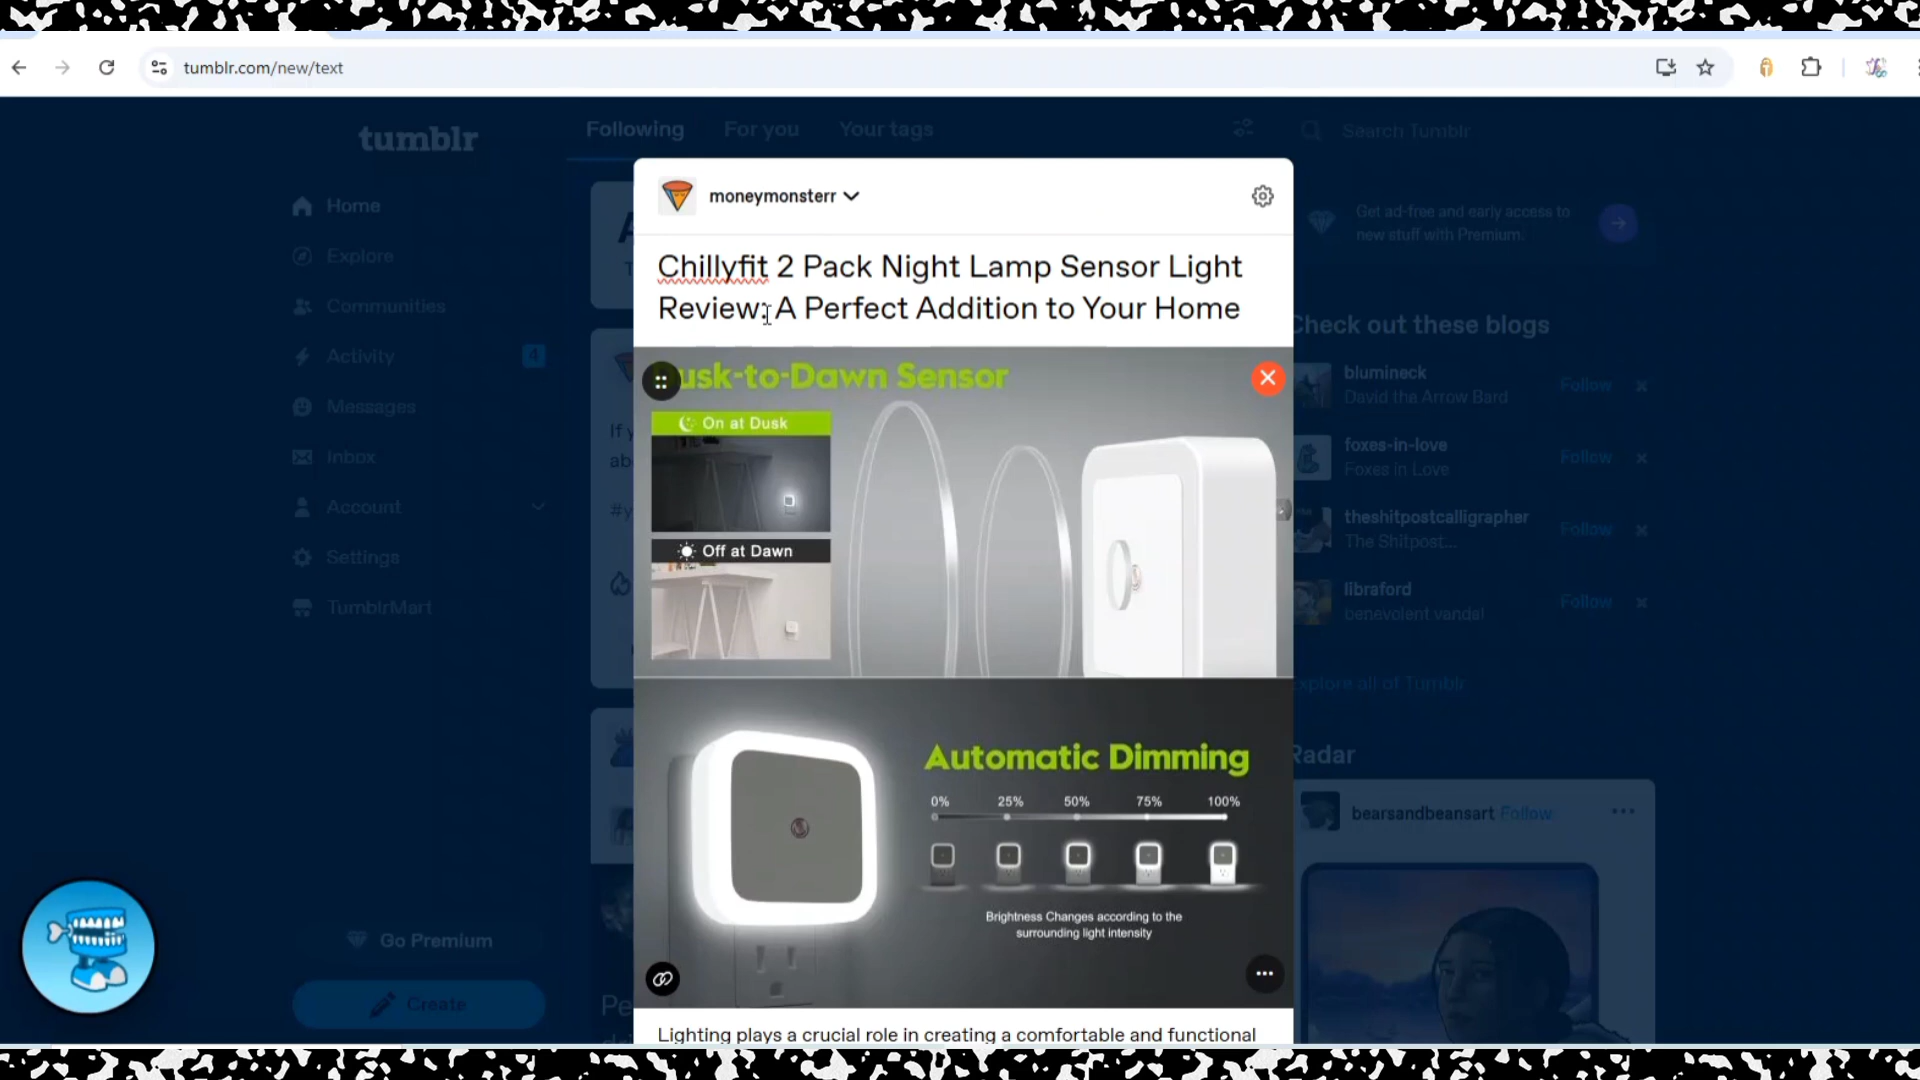 tumblr.com/new/text
tumblr
Following
For you
Your tags
Search Tumblr
Home
Explore
Communities
Activity
4
Messages
Inbox
Account
Settings
TumblrMart
Go Premium
Create
moneymonsterr
Chillyfit 2 Pack Night Lamp Sensor Light
Review: A Perfect Addition to Your Home
usk-to-Dawn Sensor
On at Dusk
Off at Dawn
Automatic Dimming
0% 25% 50% 75% 100%
Brightness Changes according to the
surrounding light intensity
Lighting plays a crucial role in creating a comfortable and functional
Get ad-free and early access to
new stuff with Premium.
Check out these blogs
blumineck
David the Arrow Bard
Follow
foxes-in-love
Foxes in Love
Follow
theshitpostcalligrapher
The Shitpost...
Follow
libraford
benevolent vandal
Follow
Explore all of Tumblr
Radar
bearsandbeansart Follow